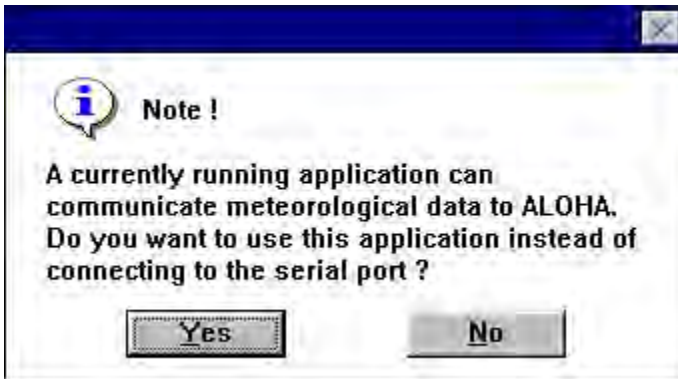 Note !
A currently running application can
communicate meteorological data to ALOHA.
Do you want to use this application instead of
connecting to the serial port ?
Yes
No